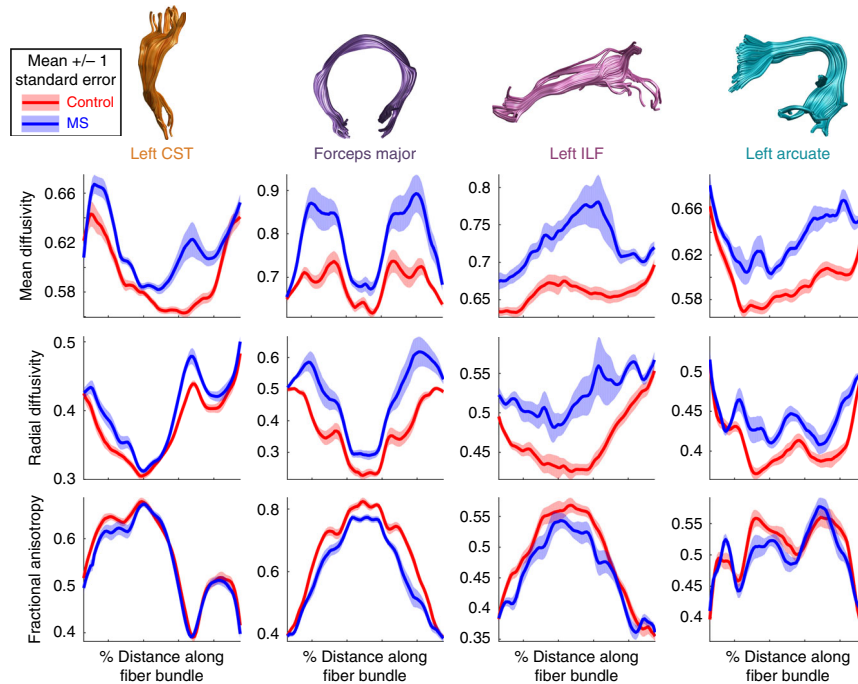 Mean +/− 1
standard error
Control
MS
Left CST
Forceps major
Left ILF
Left arcuate
Mean diffusivity
0.66
0.62
0.58
0.9
0.8
0.7
0.8
0.75
0.7
0.65
0.66
0.62
0.58
Radial diffusivity
0.5
0.4
0.3
0.6
0.5
0.4
0.3
0.6
0.55
0.5
0.45
0.5
0.45
0.4
Fractional anisotropy
0.6
0.5
0.4
0.8
0.6
0.4
0.55
0.5
0.45
0.4
0.35
0.55
0.5
0.45
0.4
% Distance along
fiber bundle
% Distance along
fiber bundle
% Distance along
fiber bundle
% Distance along
fiber bundle